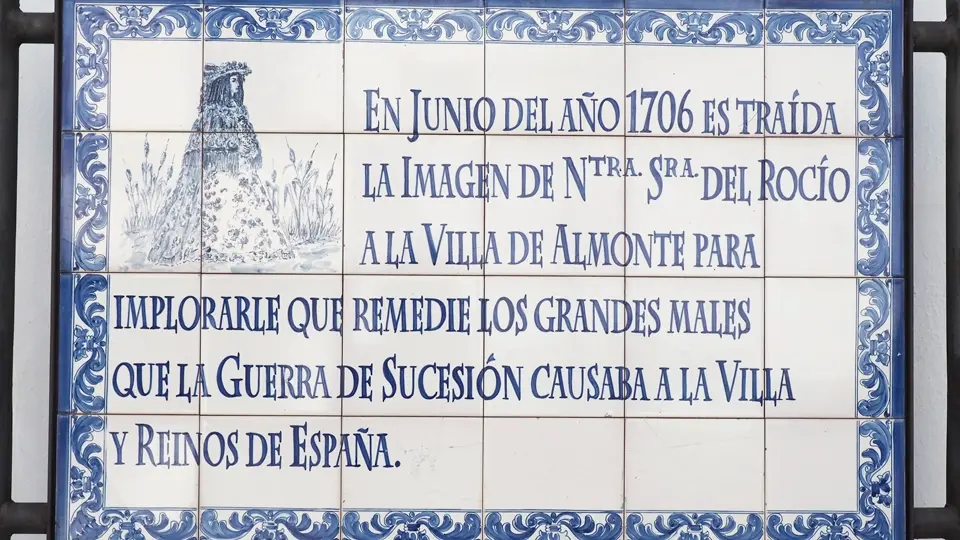 EN JUNIO DEL AÑO 1706 ES TRAÍDA
LA IMAGEN DE NTRA. SRA. DEL ROCÍO
A LA VILLA DE ALMONTE PARA
IMPLORARLE QUE REMEDIE LOS GRANDES MALES
QUE LA GUERRA DE SUCESIÓN CAUSABA A LA VILLA
Y REINOS DE ESPAÑA.